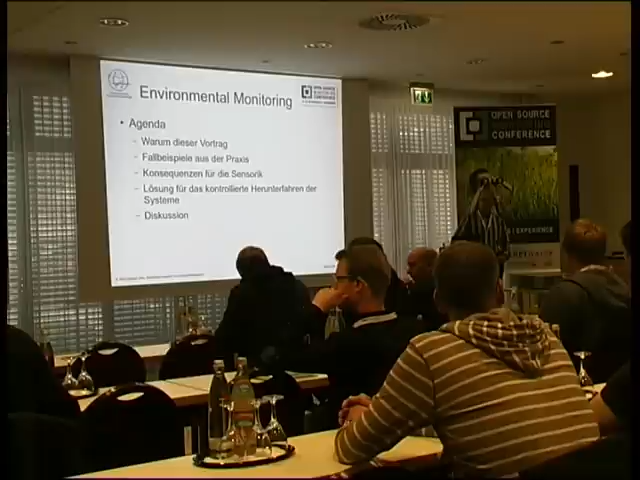 Environmental Monitoring
• Agenda
– Warum dieser Vortrag
– Fallbeispiele aus der Praxis
– Konsequenzen für die Sensorik
– Lösung für das kontrollierte Herunterfahren der
Systeme
– Diskussion
OPEN SOURCE
CONFERENCE
EXPERIENCE